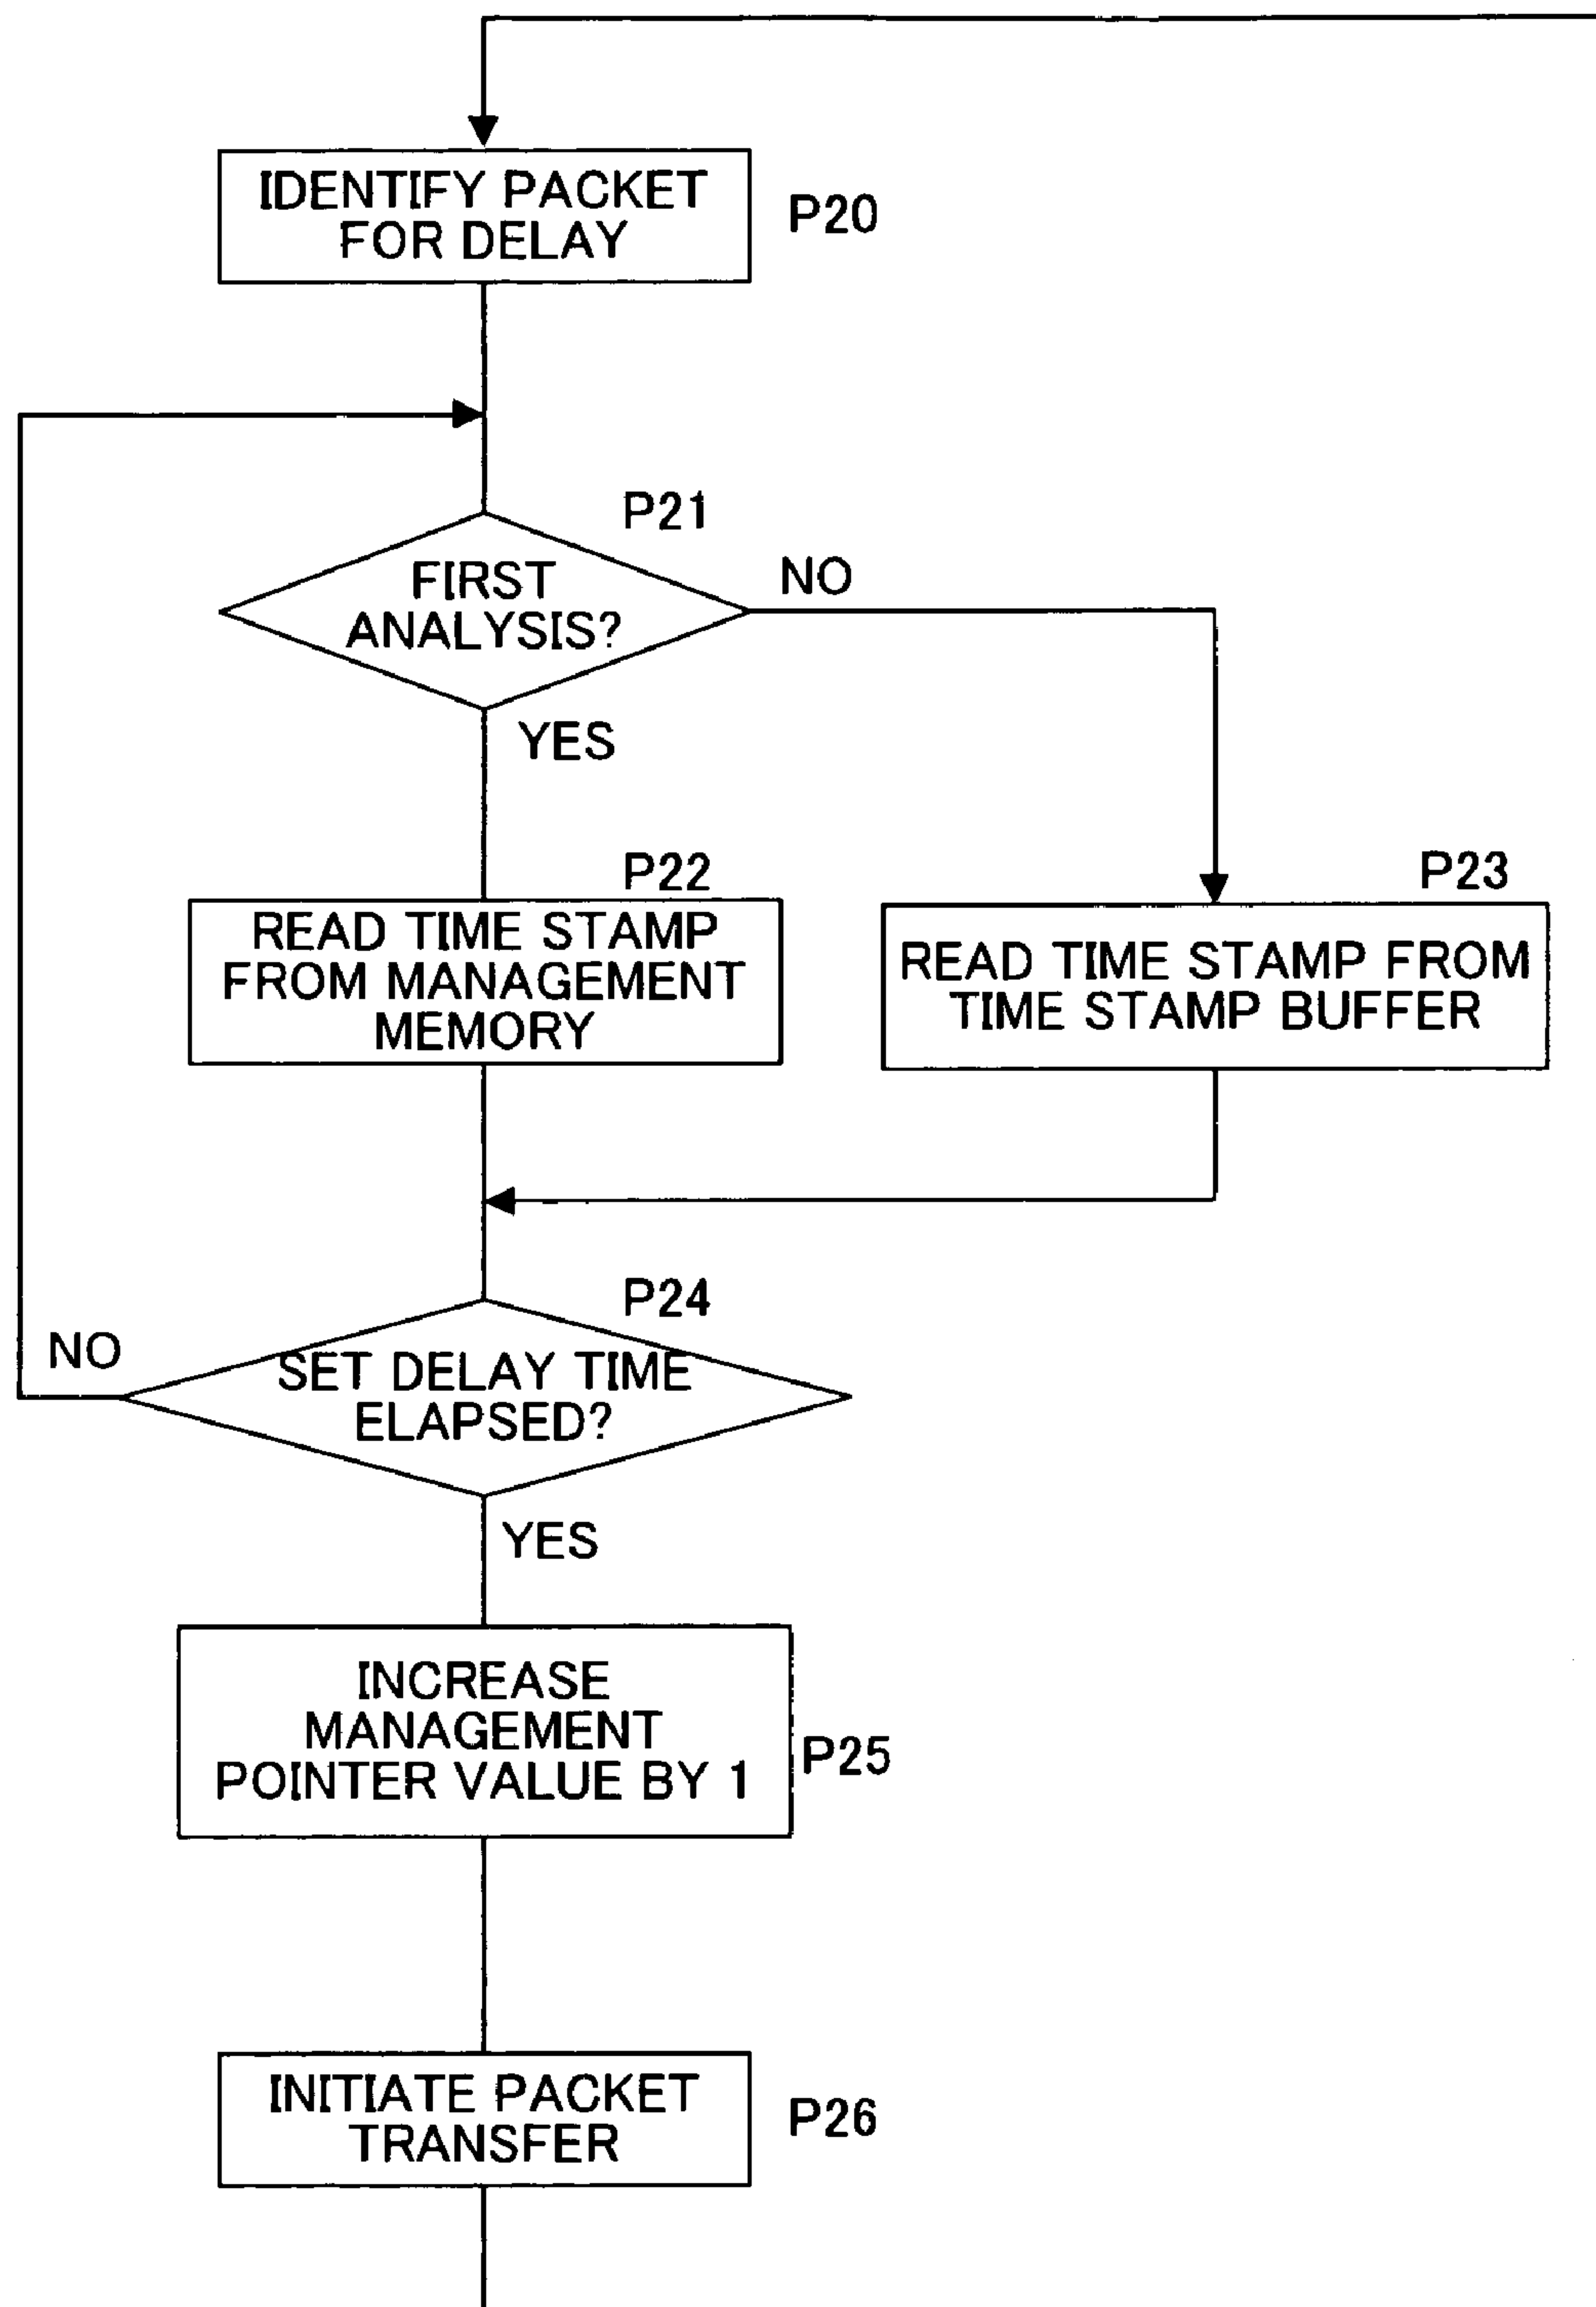 IDENTIFY PACKET
FOR DELAY
P20
P21
FIRST
ANALYSIS?
NO
YES
P22
READ TIME STAMP
FROM MANAGEMENT
MEMORY
P23
READ TIME STAMP FROM
TIME STAMP BUFFER
P24
NO
SET DELAY TIME
ELAPSED?
YES
INCREASE
MANAGEMENT
POINTER VALUE BY 1
P25
INITIATE PACKET
TRANSFER
P26